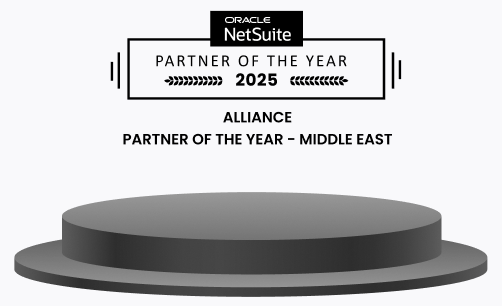 ORACLE
NetSuite
PARTNER OF THE YEAR
2025
ALLIANCE
PARTNER OF THE YEAR – MIDDLE EAST